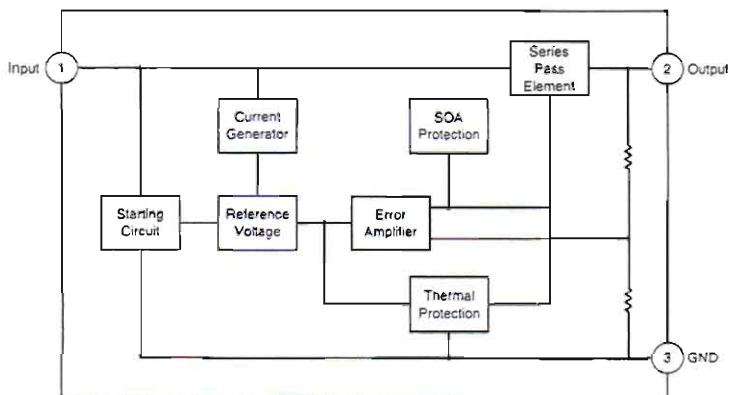 Input 1
Series
Pass
Element
2 Output
Current
Generator
SOA
Protection
Starting
Circuit
Reference
Voltage
Error
Amplifier
Thermal
Protection
3 GND